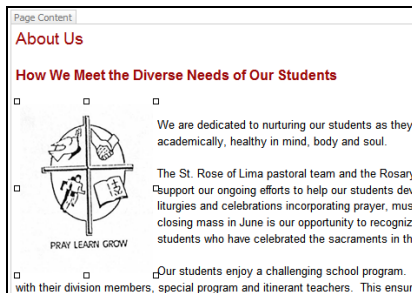 Page Content
About Us
How We Meet the Diverse Needs of Our Students
We are dedicated to nurturing our students as they
academically, healthy in mind, body and soul.
The St. Rose of Lima pastoral team and the Rosary
support our ongoing efforts to help our students dev
liturgies and celebrations incorporating prayer, mus
closing mass in June is our opportunity to recogniz
students who have celebrated the sacraments in th
PRAY LEARN GROW
Our students enjoy a challenging school program.
with their division members, special program and itinerant teachers. This ensur